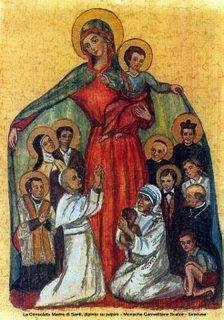 La Consolata Madre di Santi, dipinto su papiro - Monache Carmelitane Scalze - Siracusa